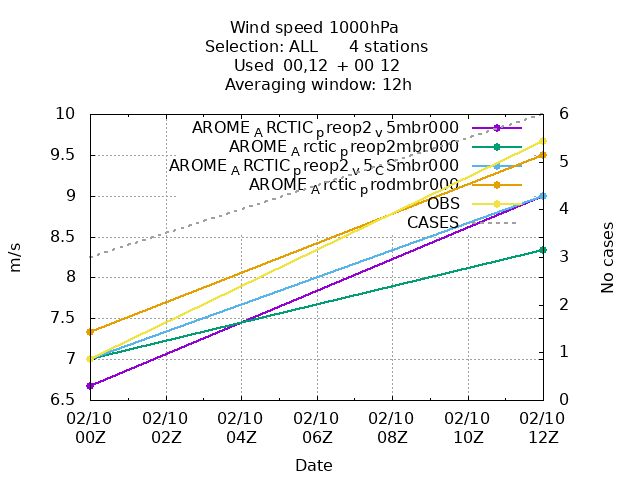 Wind speed 1000hPa
Selection: ALL 4 stations
Used 00,12 + 00 12
Averaging window: 12h
10
9.5
9
8.5
8
7.5
7
6.5
m/s
6
5
4
3
2
1
0
No cases
AROME_ARCTIC_preop2_v5mbr000
AROME_Arctic_preop2mbr000
AROME_ARCTIC_preop2_v5_CSmbr000
AROME_Arctic_prodmbr000
OBS
CASES
02/10 02/10 02/10 02/10 02/10 02/10 02/10
00Z 02Z 04Z 06Z 08Z 10Z 12Z
Date